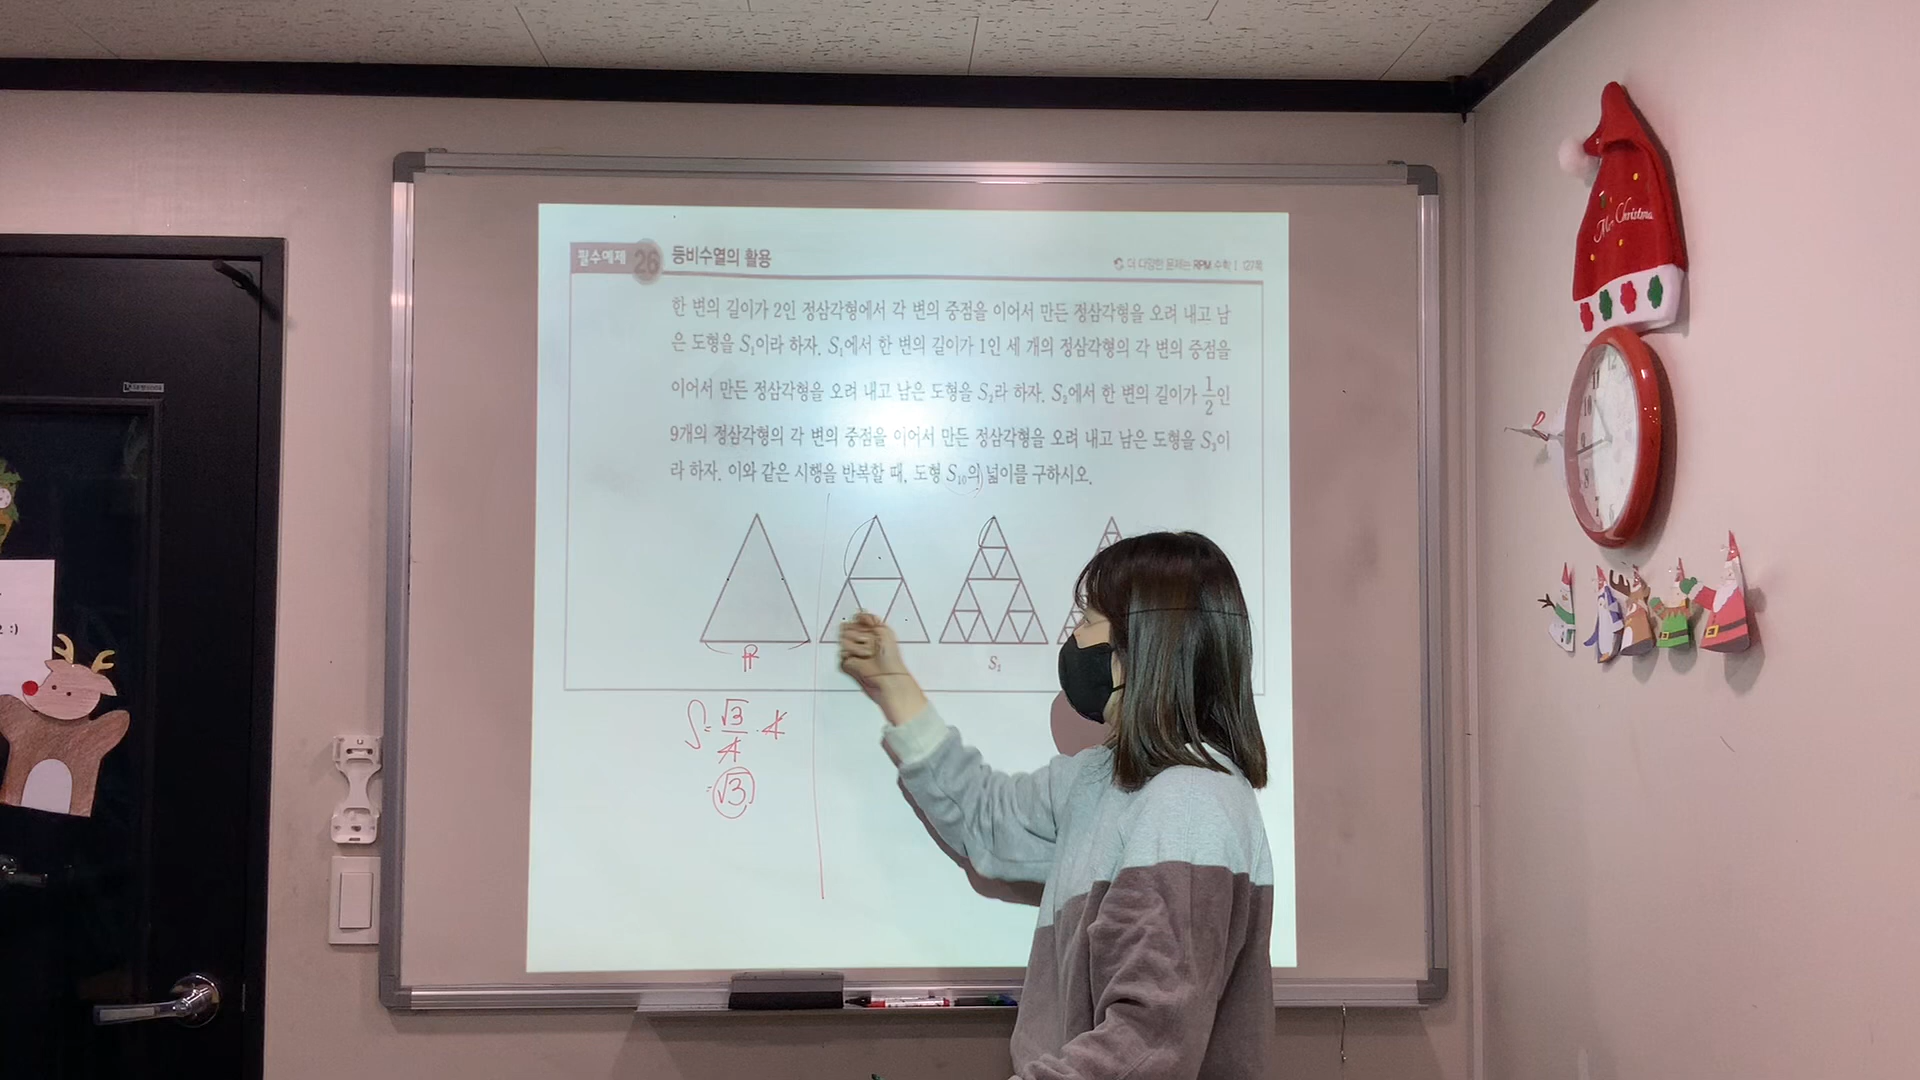 필수예제 26 등비수열의 활용
더 다양한 문제는 RPM 수학 I 127쪽
한 변의 길이가 2인 정삼각형에서 각 변의 중점을 이어서 만든 정삼각형을 오려 내고 남
은 도형을 S₁이라 하자. S₁에서 한 변의 길이가 1인 세 개의 정삼각형의 각 변의 중점을
이어서 만든 정삼각형을 오려 내고 남은 도형을 S₂라 하자. S₂에서 한 변의 길이가 1/2인
9개의 정삼각형의 각 변의 중점을 이어서 만든 정삼각형을 오려 내고 남은 도형을 S₃이
라 하자. 이와 같은 시행을 반복할 때, 도형 S₁₀의 넓이를 구하시오.
S₂
S = √3/4 · 4
= √3
Merry Christmas